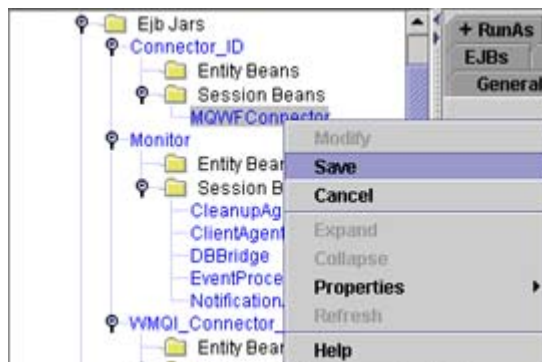 Ejb Jars
Connector_ID
Entity Beans
Session Beans
MQWFConnector
Monitor
Entity Bear
Session B
CleanupAg
ClientAgent
DBBridge
EventProce
Notification
WMQI_Connector_
Entity Bear
+ RunAs
EJBs
General
Modify
Save
Cancel
Expand
Collapse
Properties
Refresh
Help